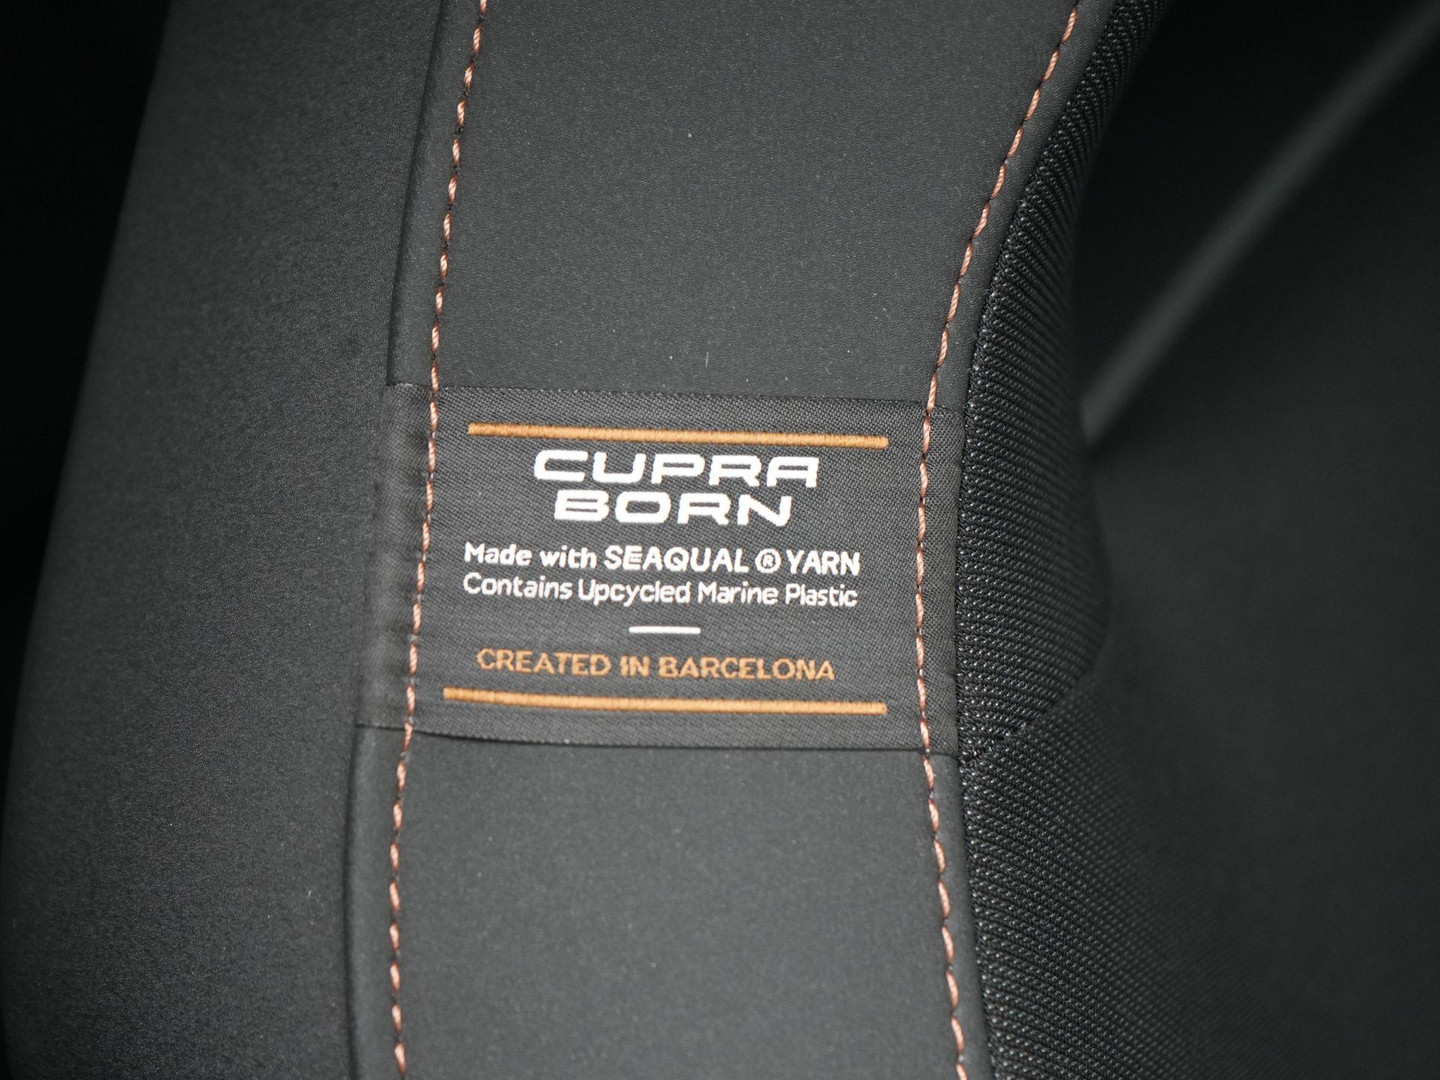 CUPRA
BORN
Made with SEAQUAL ® YARN
Contains Upcycled Marine Plastic
CREATED IN BARCELONA